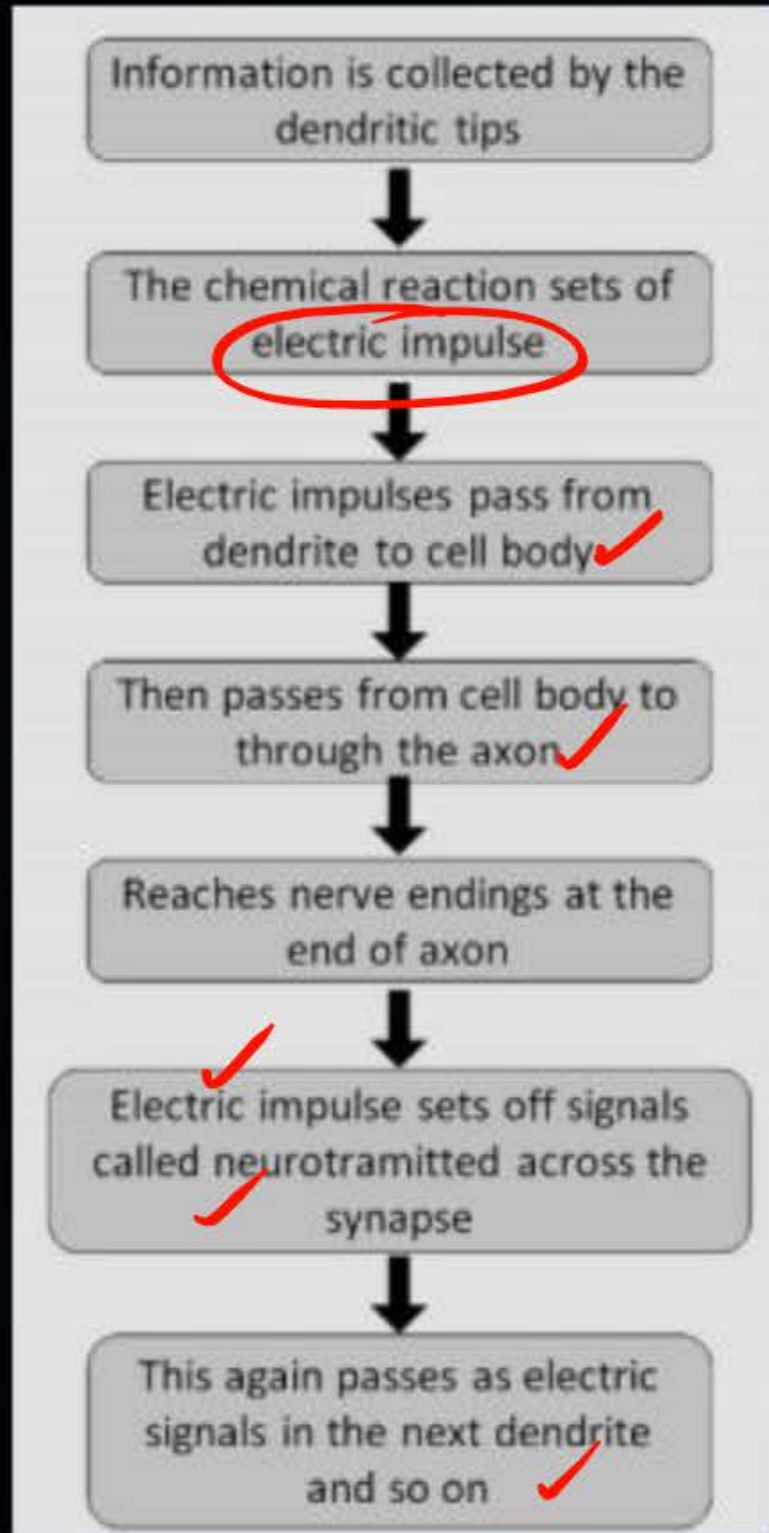 Information is collected by the
dendritic tips
The chemical reaction sets of
electric impulse
Electric impulses pass from
dendrite to cell body
Then passes from cell body to
through the axon
Reaches nerve endings at the
end of axon
Electric impulse sets off signals
called neurotramitted across the
synapse
This again passes as electric
signals in the next dendrite
and so on